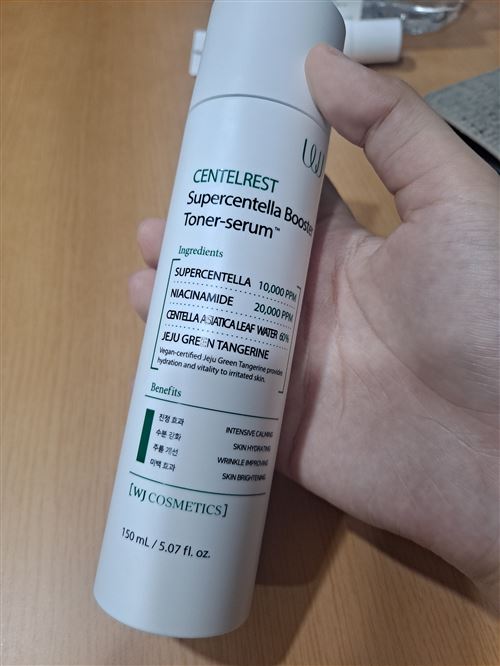 WJ
CENTELREST
Supercentella Booster
Toner-serum™
Ingredients
SUPERCENTELLA 10,000 PPM
NIACINAMIDE 20,000 PPM
CENTELLA ASIATICA LEAF WATER 60%
JEJU GREEN TANGERINE
Vegan-certified Jeju Green Tangerine provides
hydration and vitality to irritated skin.
Benefits
진정 효과 INTENSIVE CALMING
수분 강화 SKIN HYDRATING
주름 개선 WRINKLE IMPROVING
미백 효과 SKIN BRIGHTENING
[WJ COSMETICS]
150 mL / 5.07 fl. oz.